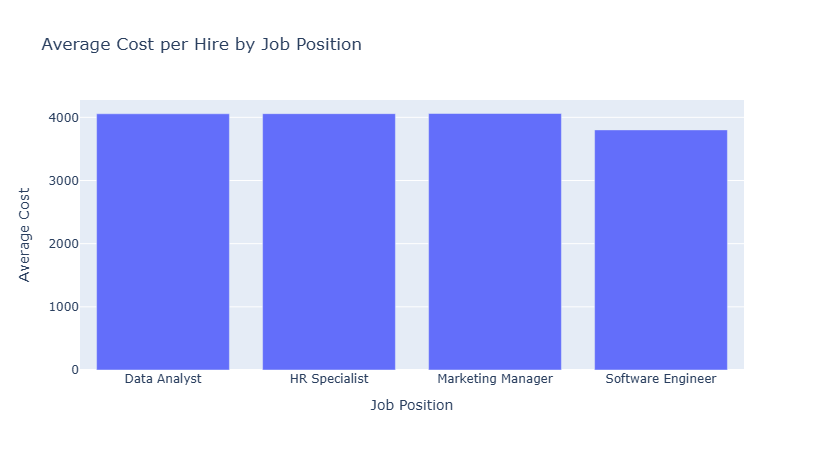 Average Cost per Hire by Job Position
Average Cost
4000
3000
2000
1000
0
Data Analyst
HR Specialist
Marketing Manager
Software Engineer
Job Position